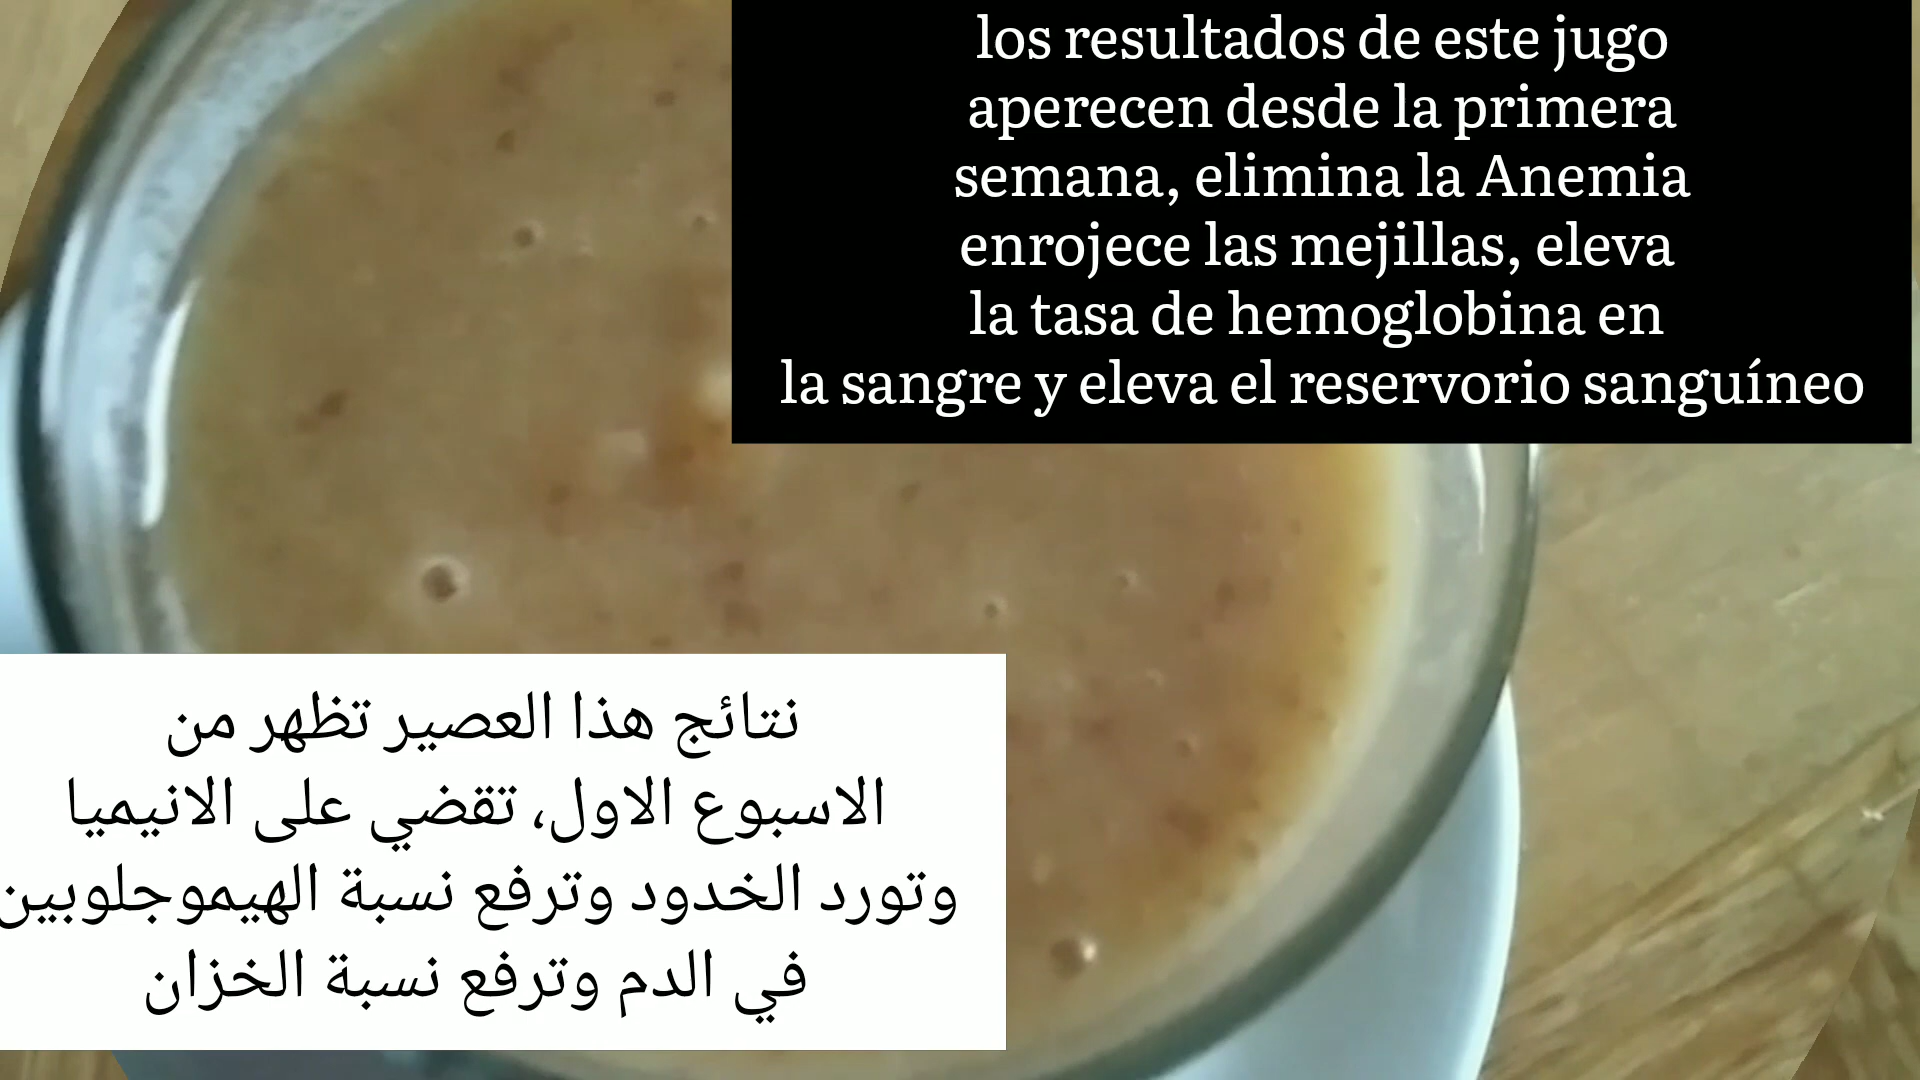 los resultados de este jugo
aperecen desde la primera
semana, elimina la Anemia
enrojece las mejillas, eleva
la tasa de hemoglobina en
la sangre y eleva el reservorio sanguíneo
نتائج هذا العصير تظهر من
الاسبوع الاول، تقضي على الانيميا
وتورد الخدود وترفع نسبة الهيموجلوبين
في الدم وترفع نسبة الخزان